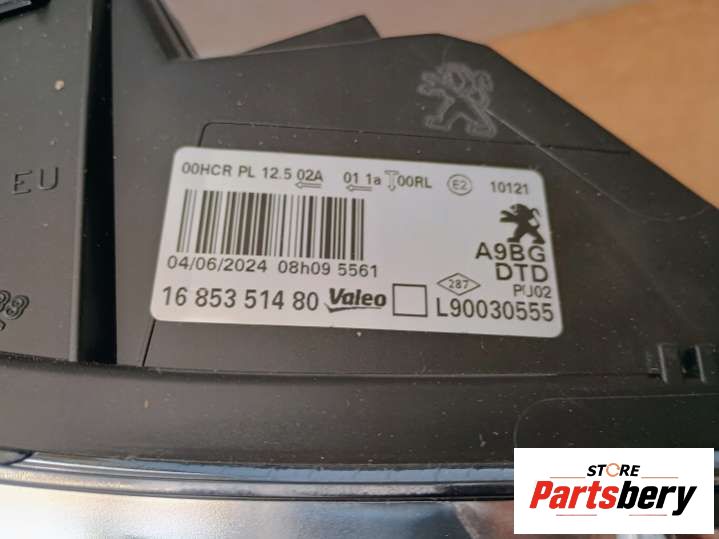 EU
00HCR PL 12.5 02A 01 1a 00RL E2 10121
04/06/2024 08h09 5561
A9BG
DTD
287 P(J02
16 853 514 80 Valeo L90030555
STORE
Partsbery